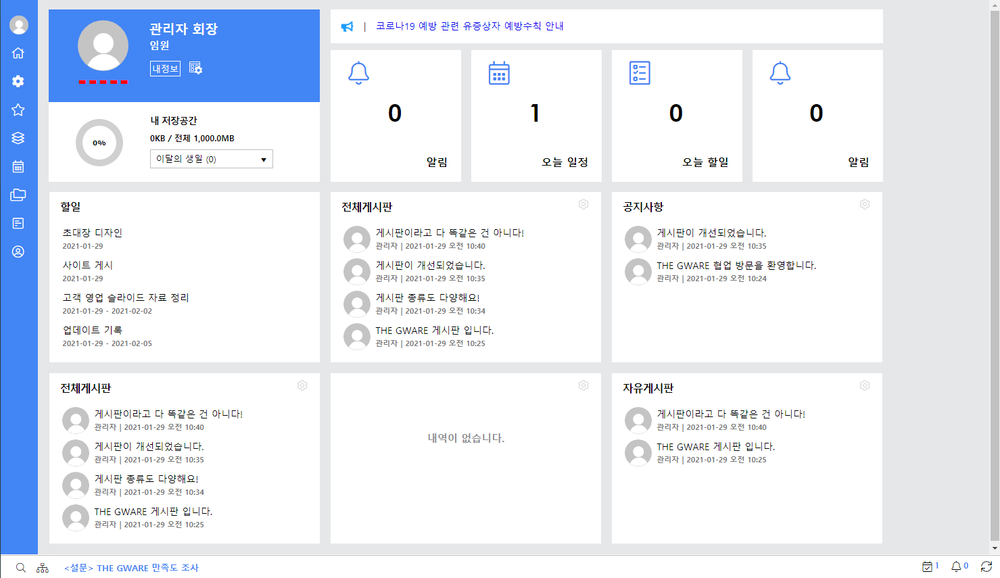 관리자 회장
임원
내정보
0%
내 저장공간
0KB / 전체 1,000.0MB
이달의 생일 (0)
| 코로나19 예방 관련 유증상자 예방수칙 안내
0
알림
1
오늘 일정
0
오늘 할일
0
알림
할일
초대장 디자인
2021-01-29
사이트 게시
2021-01-29
고객 영업 슬라이드 자료 정리
2021-01-29 - 2021-02-02
업데이트 기록
2021-01-29 - 2021-02-05
전체게시판
게시판이라고 다 똑같은 건 아니다!
관리자 | 2021-01-29 오전 10:40
게시판이 개선되었습니다.
관리자 | 2021-01-29 오전 10:35
게시판 종류도 다양해요!
관리자 | 2021-01-29 오전 10:34
THE GWARE 게시판 입니다.
관리자 | 2021-01-29 오전 10:25
공지사항
게시판이 개선되었습니다.
관리자 | 2021-01-29 오전 10:35
THE GWARE 협업 방문을 환영합니다.
관리자 | 2021-01-29 오전 10:24
전체게시판
게시판이라고 다 똑같은 건 아니다!
관리자 | 2021-01-29 오전 10:40
게시판이 개선되었습니다.
관리자 | 2021-01-29 오전 10:35
게시판 종류도 다양해요!
관리자 | 2021-01-29 오전 10:34
THE GWARE 게시판 입니다.
관리자 | 2021-01-29 오전 10:25
내역이 없습니다.
자유게시판
게시판이라고 다 똑같은 건 아니다!
관리자 | 2021-01-29 오전 10:40
THE GWARE 게시판 입니다.
관리자 | 2021-01-29 오전 10:25
<설문> THE GWARE 만족도 조사
1
0